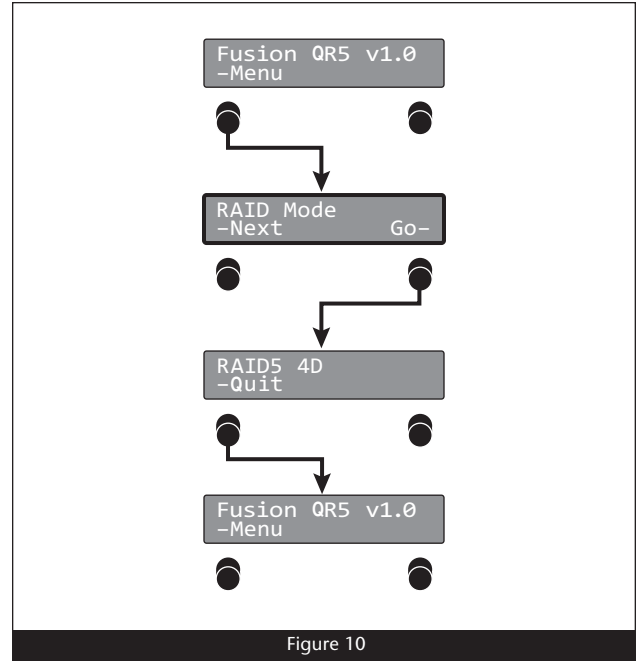 Fusion QR5 v1.0
–Menu
RAID Mode
–Next Go–
RAID5 4D
–Quit
Fusion QR5 v1.0
–Menu
Figure 10